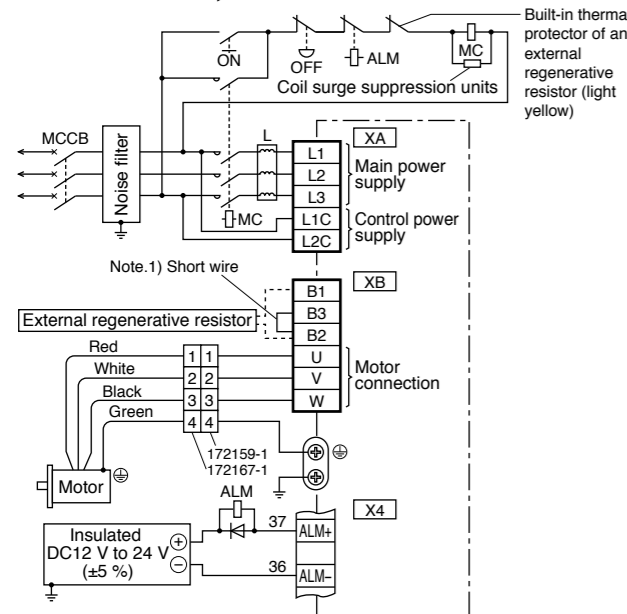 Built-in therma
protector of an
external
regenerative
resistor (light
yellow)
ON
OFF
ALM
MC
Coil surge suppression units
MCCB
Noise filter
L
MC
XA
L1
L2
L3
L1C
L2C
Main power
supply
Control power
supply
Note.1) Short wire
XB
B1
B3
B2
U
V
W
External regenerative resistor
Motor
connection
Red
White
Black
Green
1 1
2 2
3 3
4 4
172159-1
172167-1
Motor
ALM
X4
Insulated
DC12 V to 24 V
(±5 %)
37
ALM+
36
ALM−